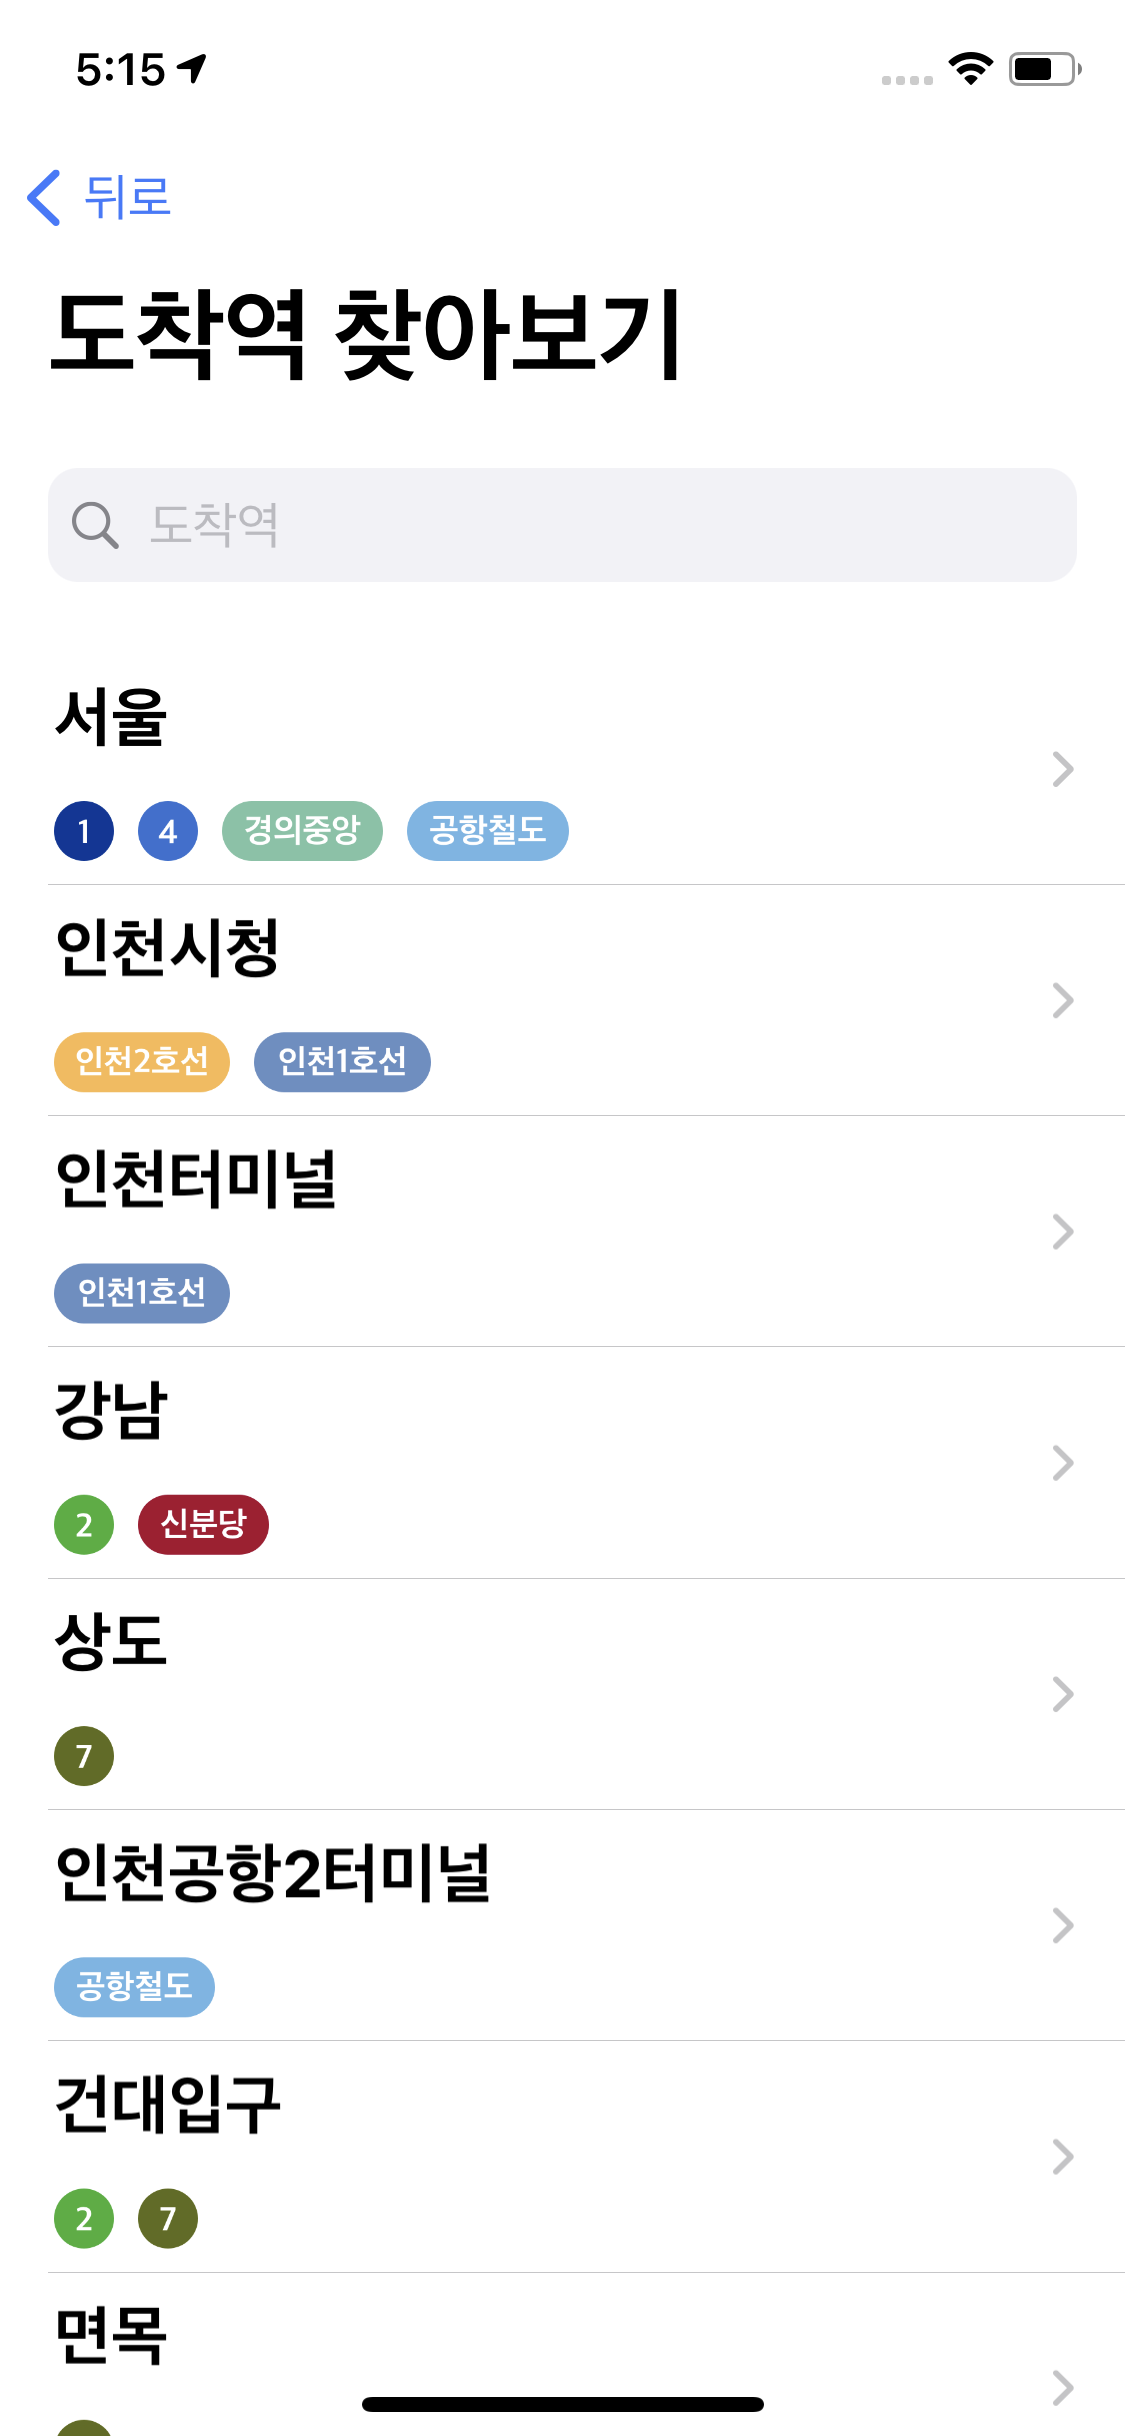 5:15
뒤로
도착역 찾아보기
도착역
서울
1 4 경의중앙 공항철도
인천시청
인천2호선 인천1호선
인천터미널
인천1호선
강남
2 신분당
상도
7
인천공항2터미널
공항철도
건대입구
2 7
면목